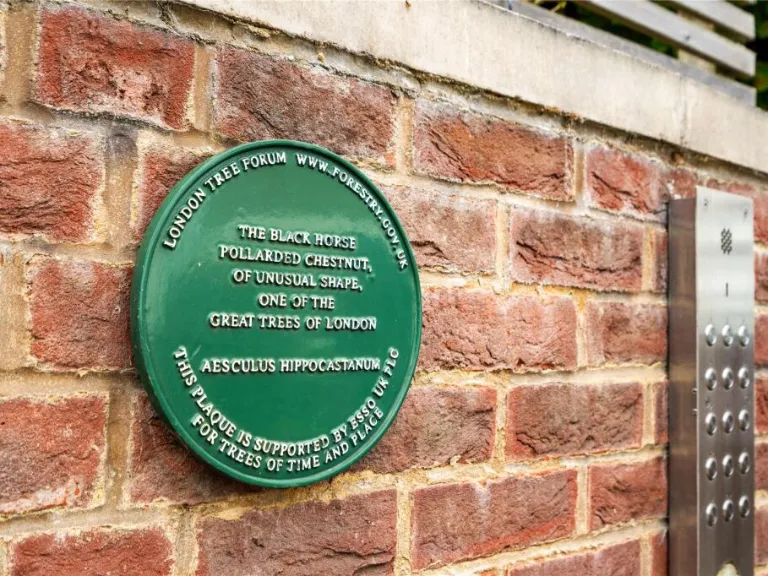 LONDON TREE FORUM WWW.FORESTRY.GOV.UK
THE BLACK HORSE
POLLARDED CHESTNUT,
OF UNUSUAL SHAPE,
ONE OF THE
GREAT TREES OF LONDON
AESCULUS HIPPOCASTANUM
THIS PLAQUE IS SUPPORTED BY ESSO UK PLC
FOR TREES OF TIME AND PLACE